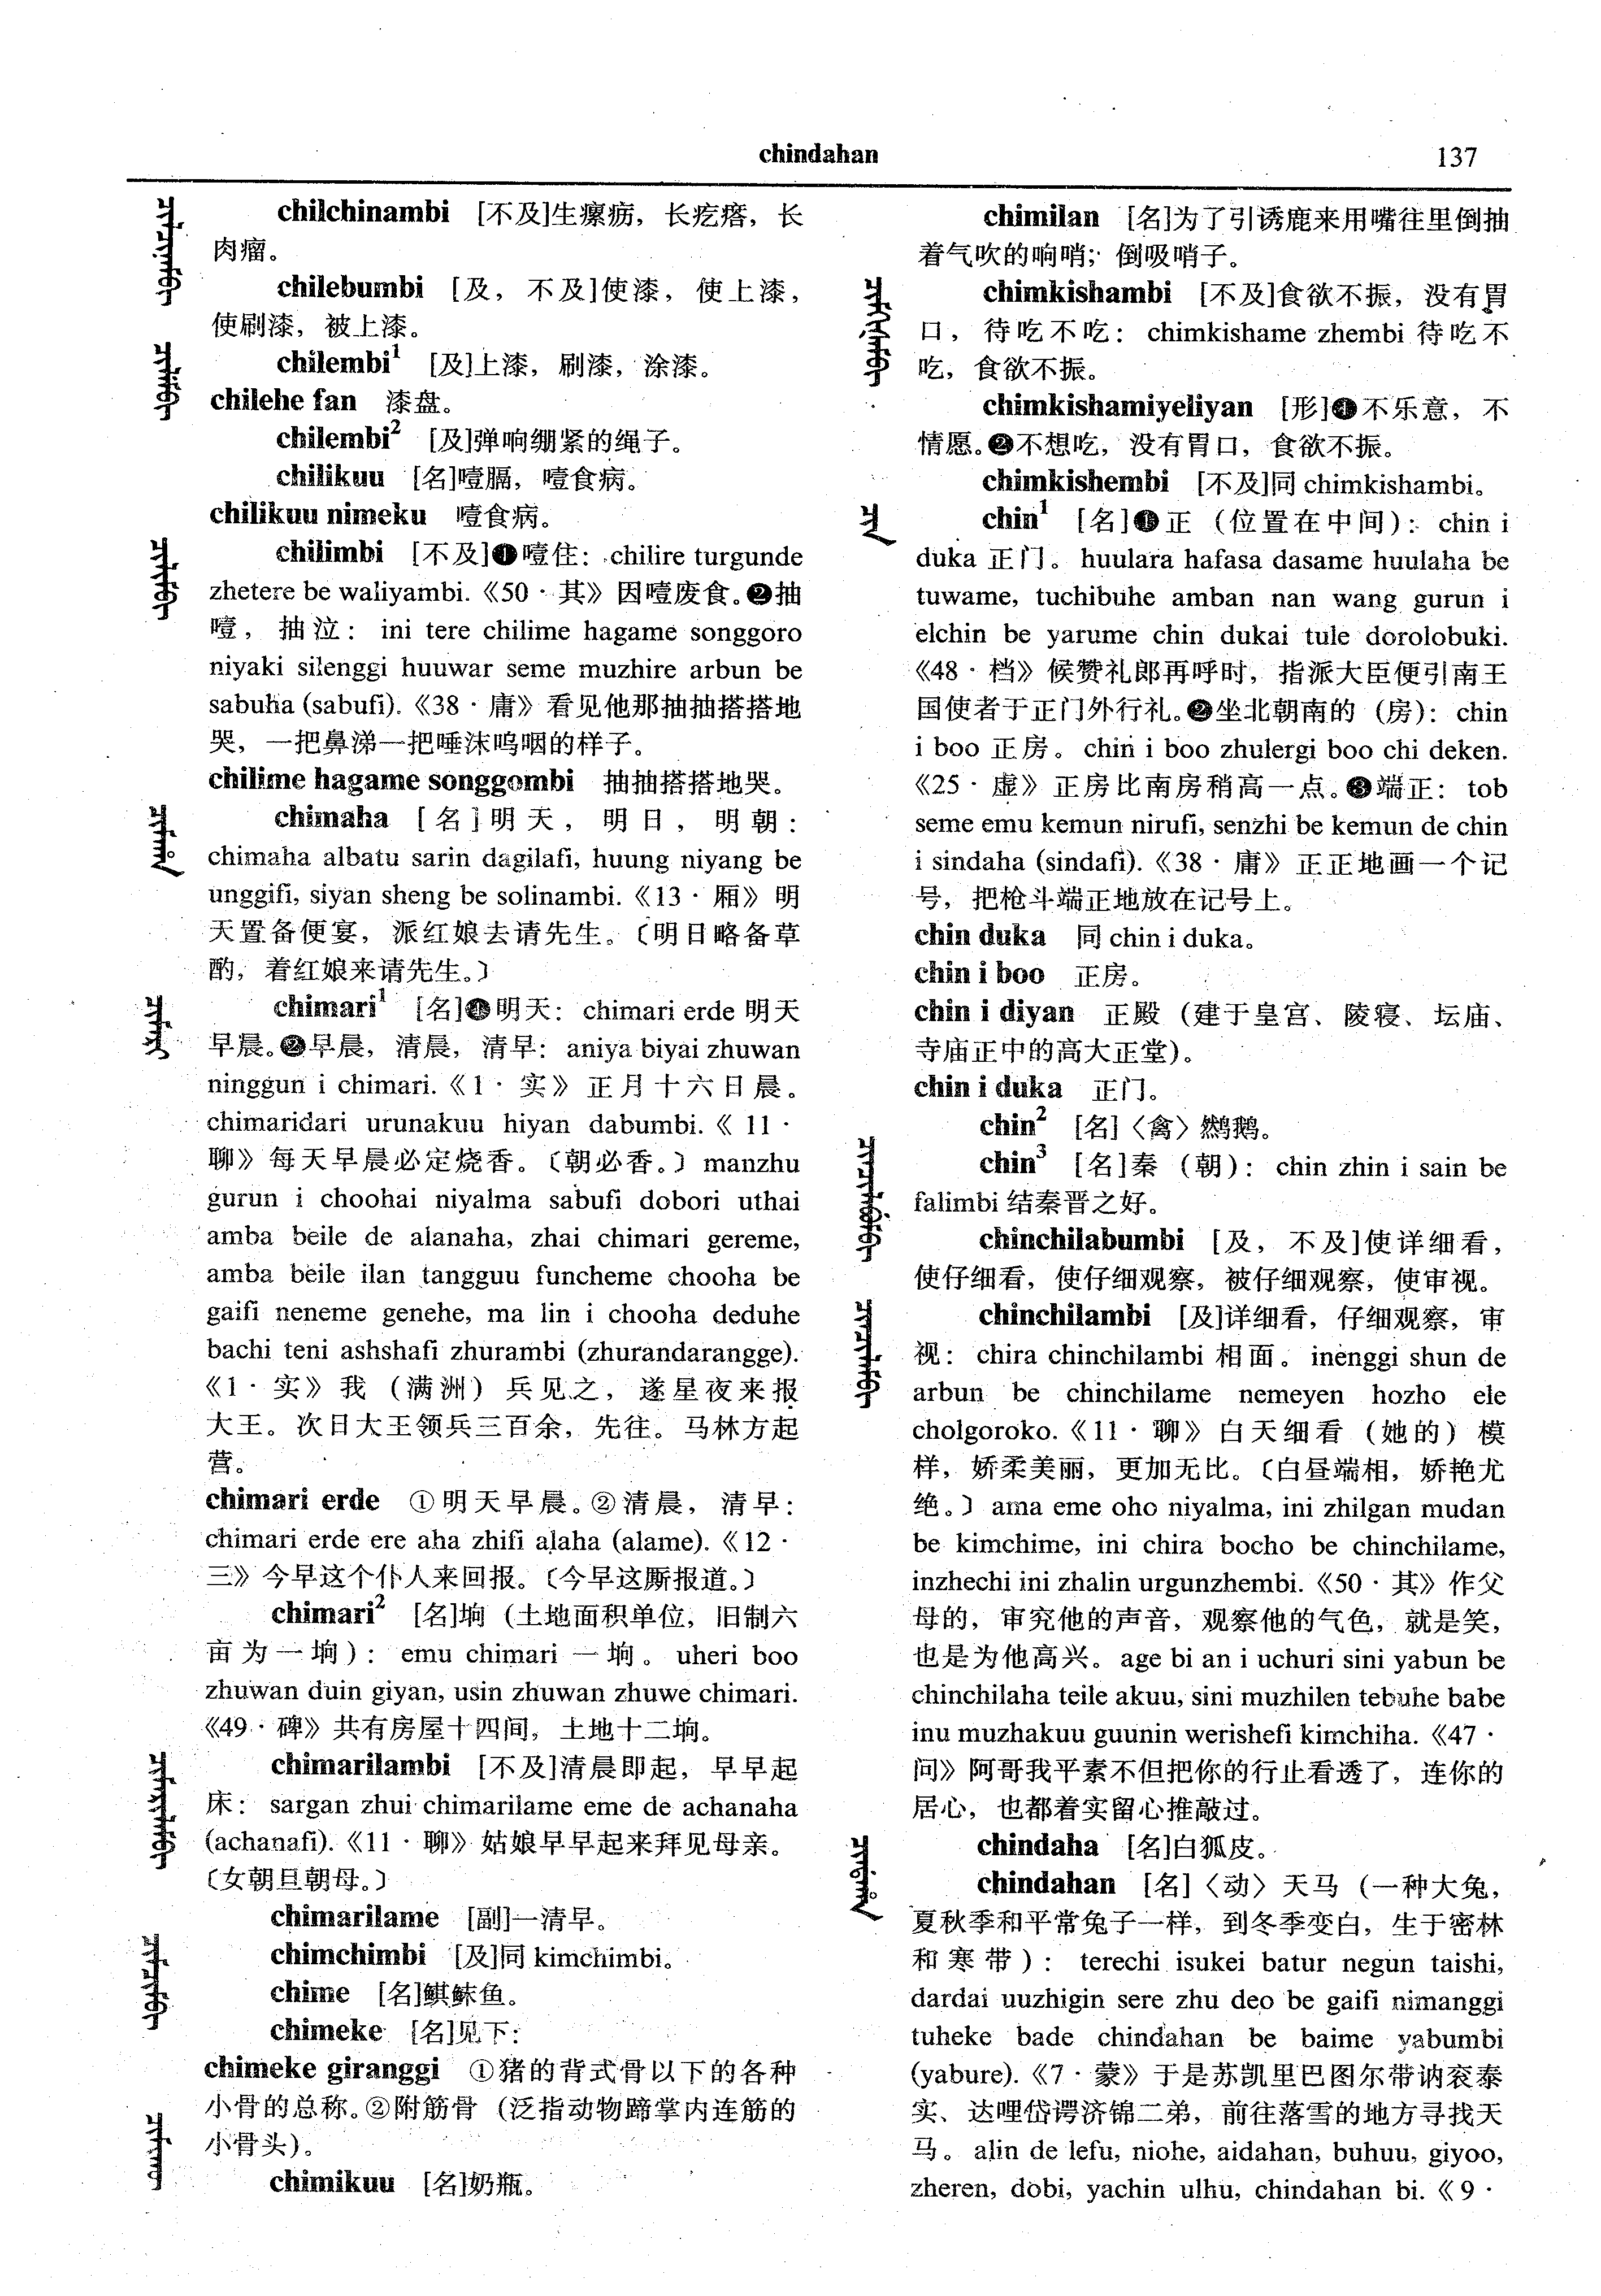 chindahan
137
chilchinambi [不及]生瘰疬，长疙瘩，长
肉瘤。
chilebumbi [及，不及]使漆，使上漆，
使刷漆，被上漆。
chilembi¹ [及]上漆，刷漆，涂漆。
chilehe fan 漆盘。
chilembi² [及]弹响绷紧的绳子。
chilikuu [名]噎膈，噎食病。
chilikuu nimeku 噎食病。
chilimbi [不及]❶噎住：chilire turgunde
zhetere be waliyambi.《50·其》因噎废食。❷抽
噎，抽泣：ini tere chilime hagame songgoro
niyaki silenggi huuwar seme muzhire arbun be
sabuha (sabufi).《38·庸》看见他那抽抽搭搭地
哭，一把鼻涕一把唾沫呜咽的样子。
chilime hagame songgombi 抽抽搭搭地哭。
chimaha [名]明天，明日，明朝：
chimaha albatu sarin dagilafi, huung niyang be
unggifi, siyan sheng be solinambi.《13·厢》明
天置备便宴，派红娘去请先生。〔明日略备草
酌，着红娘来请先生。〕
chimari¹ [名]❶明天：chimari erde 明天
早晨。❷早晨，清晨，清早：aniya biyai zhuwan
ninggun i chimari.《1·实》正月十六日晨。
chimaridari urunakuu hiyan dabumbi.《11·
聊》每天早晨必定烧香。〔朝必香。〕manzhu
gurun i choohai niyalma sabufi dobori uthai
amba beile de alanaha, zhai chimari gereme,
amba beile ilan tangguu funcheme chooha be
gaifi neneme genehe, ma lin i chooha deduhe
bachi teni ashshafi zhurambi (zhurandarangge).
《1·实》我（满洲）兵见之，遂星夜来报
大王。次日大王领兵三百余，先往。马林方起
营。
chimari erde ①明天早晨。②清晨，清早：
chimari erde ere aha zhifi alaha (alame).《12·
三》今早这个仆人来回报。〔今早这厮报道。〕
chimari² [名]垧（土地面积单位，旧制六
亩为一垧）：emu chimari 一垧。uheri boo
zhuwan duin giyan, usin zhuwan zhuwe chimari.
《49·碑》共有房屋十四间，土地十二垧。
chimarilambi [不及]清晨即起，早早起
床：sargan zhui chimarilame eme de achanaha
(achanafi).《11·聊》姑娘早早起来拜见母亲。
〔女朝旦朝母。〕
chimarilame [副]一清早。
chimchimbi [及]同 kimchimbi。
chime [名]鲯鳅鱼。
chimeke [名]见下：
chimeke giranggi ①猪的背式骨以下的各种
小骨的总称。②附筋骨（泛指动物蹄掌内连筋的
小骨头）。
chimikuu [名]奶瓶。
chimilan [名]为了引诱鹿来用嘴往里倒抽
着气吹的响哨；倒吸哨子。
chimkishambi [不及]食欲不振，没有胃
口，待吃不吃：chimkishame zhembi 待吃不
吃，食欲不振。
chimkishamiyeliyan [形]❶不乐意，不
情愿。❷不想吃，没有胃口，食欲不振。
chimkishembi [不及]同 chimkishambi。
chin¹ [名]❶正（位置在中间）：chin i
duka 正门。huulara hafasa dasame huulaha be
tuwame, tuchibuhe amban nan wang gurun i
elchin be yarume chin dukai tule dorolobuki.
《48·档》候赞礼郎再呼时，指派大臣便引南王
国使者于正门外行礼。❷坐北朝南的（房）：chin
i boo 正房。chin i boo zhulergi boo chi deken.
《25·虚》正房比南房稍高一点。❸端正：tob
seme emu kemun nirufi, senzhi be kemun de chin
i sindaha (sindafi).《38·庸》正正地画一个记
号，把枪斗端正地放在记号上。
chin duka 同 chin i duka。
chin i boo 正房。
chin i diyan 正殿（建于皇宫、陵寝、坛庙、
寺庙正中的高大正堂）。
chin i duka 正门。
chin² [名]〈禽〉鹚鹅。
chin³ [名]秦（朝）：chin zhin i sain be
falimbi 结秦晋之好。
chinchilabumbi [及，不及]使详细看，
使仔细看，使仔细观察，被仔细观察，使审视。
chinchilambi [及]详细看，仔细观察，审
视：chira chinchilambi 相面。inenggi shun de
arbun be chinchilame nemeyen hozho ele
cholgoroko.《11·聊》白天细看（她的）模
样，娇柔美丽，更加无比。〔白昼端相，娇艳尤
绝。〕ama eme oho niyalma, ini zhilgan mudan
be kimchime, ini chira bocho be chinchilame,
inzhechi ini zhalin urgunzhembi.《50·其》作父
母的，审究他的声音，观察他的气色，就是笑，
也是为他高兴。age bi an i uchuri sini yabun be
chinchilaha teile akuu, sini muzhilen tebuhe babe
inu muzhakuu guunin werishefi kimchiha.《47·
问》阿哥我平素不但把你的行止看透了，连你的
居心，也都着实留心推敲过。
chindaha [名]白狐皮。
chindahan [名]〈动〉天马（一种大兔，
夏秋季和平常兔子一样，到冬季变白，生于密林
和寒带）：terechi isukei batur negun taishi,
dardai uuzhigin sere zhu deo be gaifi nimanggi
tuheke bade chindahan be baime yabumbi
(yabure).《7·蒙》于是苏凯里巴图尔带讷衮泰
实、达哩岱谔济锦二弟，前往落雪的地方寻找天
马。alin de lefu, niohe, aidahan, buhuu, giyoo,
zheren, dobi, yachin ulhu, chindahan bi.《9·